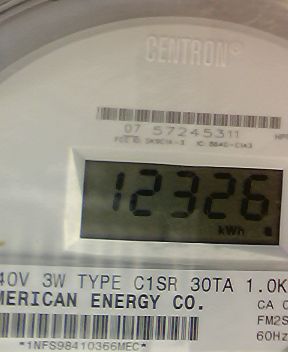 CENTRON®
07 57245311
12326
kWh
40V 3W TYPE C1SR 30TA 1.0K
MERICAN ENERGY CO.
CA 0
FM2S
60Hz
*1NFS98410366MEC*